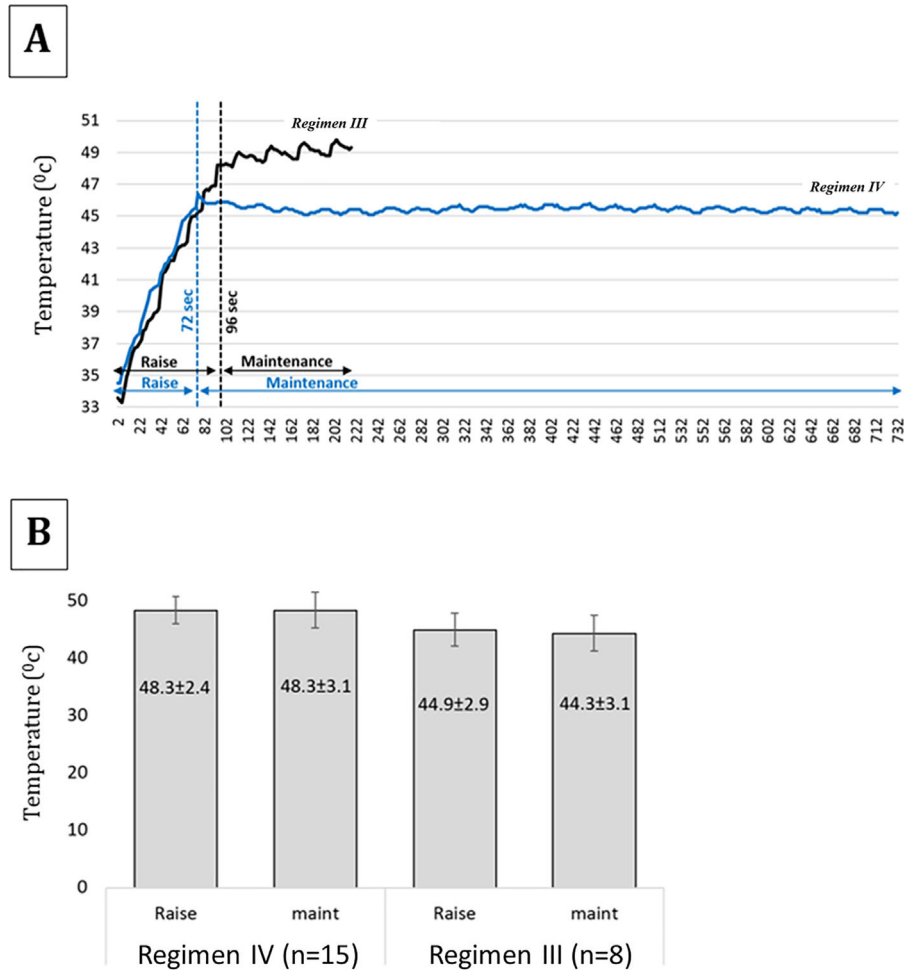 A
Temperature (⁰c)
51
49
47
45
43
41
39
37
35
33
Regimen III
Regimen IV
72 sec
96 sec
Raise
Maintenance
Raise
Maintenance
2 22 42 62 82 102 122 142 162 182 202 222 242 262 282 302 322 342 362 382 402 422 442 462 482 502 512 532 552 562 582 602 622 642 662 682 712 732
B
Temperature (⁰c)
50
40
30
20
10
0
48.3±2.4
48.3±3.1
44.9±2.9
44.3±3.1
Raise maint Raise maint
Regimen IV (n=15) Regimen III (n=8)